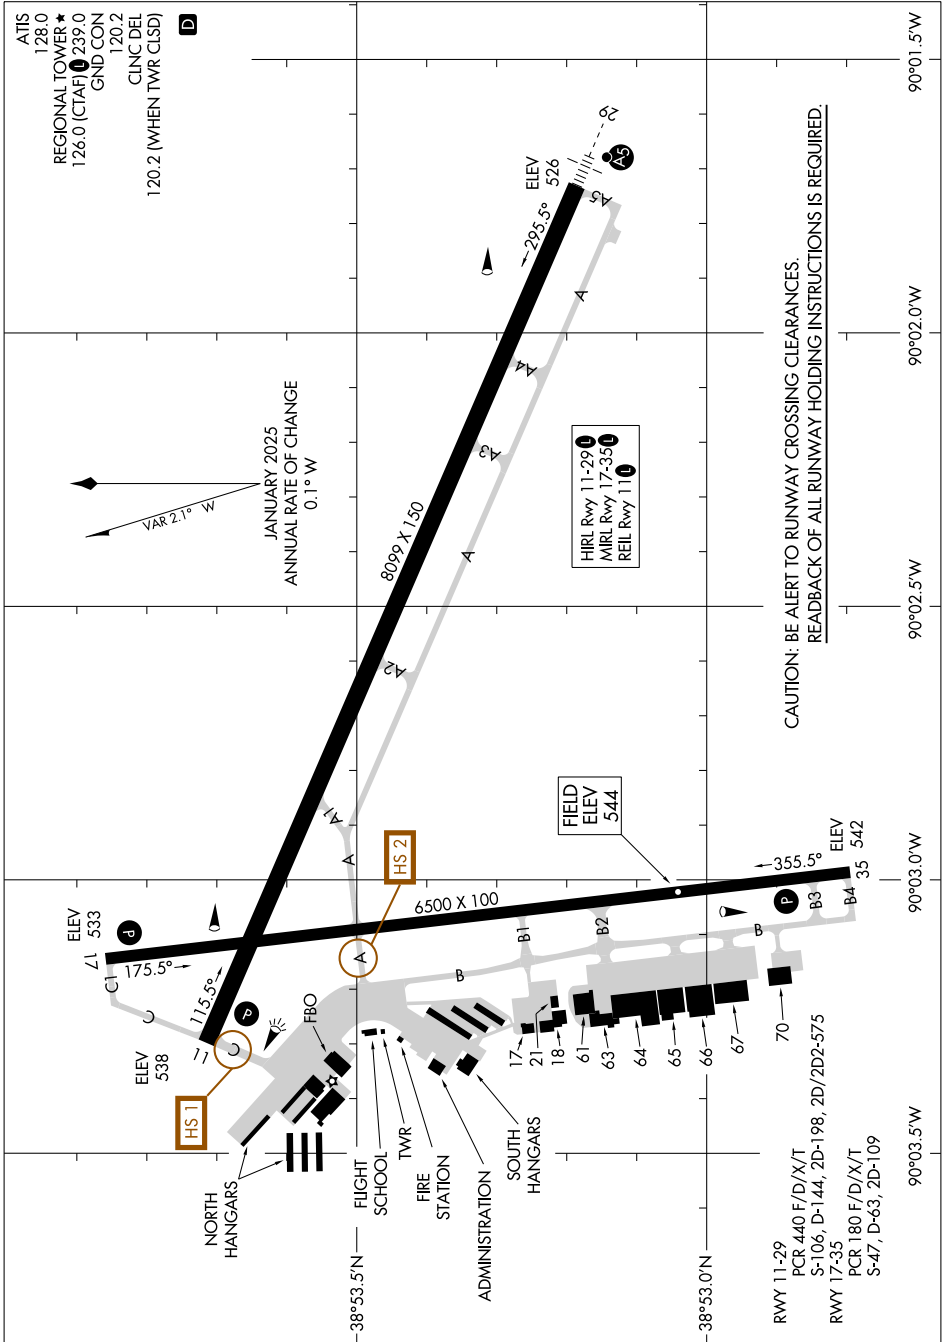 ATIS
128.0
REGIONAL TOWER ★
126.0 (CTAF) L 239.0
GND CON
120.2
CLNC DEL
120.2 (WHEN TWR CLSD)
D
JANUARY 2025
ANNUAL RATE OF CHANGE
0.1° W
VAR 2.1° W
HIRL Rwy 11-29 L
MIRL Rwy 17-35 L
REIL Rwy 11 L
CAUTION: BE ALERT TO RUNWAY CROSSING CLEARANCES.
READBACK OF ALL RUNWAY HOLDING INSTRUCTIONS IS REQUIRED.
FIELD
ELEV
544
ELEV
526
29
A5
A5
295.5°
8099 X 150
A
A4
A3
A
A2
A1
A
HS 2
A
ELEV
533
17
P
C1
175.5°
C
115.5°
11
P
C
ELEV
538
HS 1
6500 X 100
355.5°
35
ELEV
542
P
B
B1
B2
B
B3
B4
FBO
NORTH
HANGARS
FLIGHT
SCHOOL
TWR
FIRE
STATION
ADMINISTRATION
SOUTH
HANGARS
17
21
18
61
63
64
65
66
67
70
RWY 11-29
PCR 440 F/D/X/T
S-106, D-144, 2D-198, 2D/2D2-575
RWY 17-35
PCR 180 F/D/X/T
S-47, D-63, 2D-109
38°53.5'N
38°53.0'N
90°03.5'W
90°03.0'W
90°02.5'W
90°02.0'W
90°01.5'W